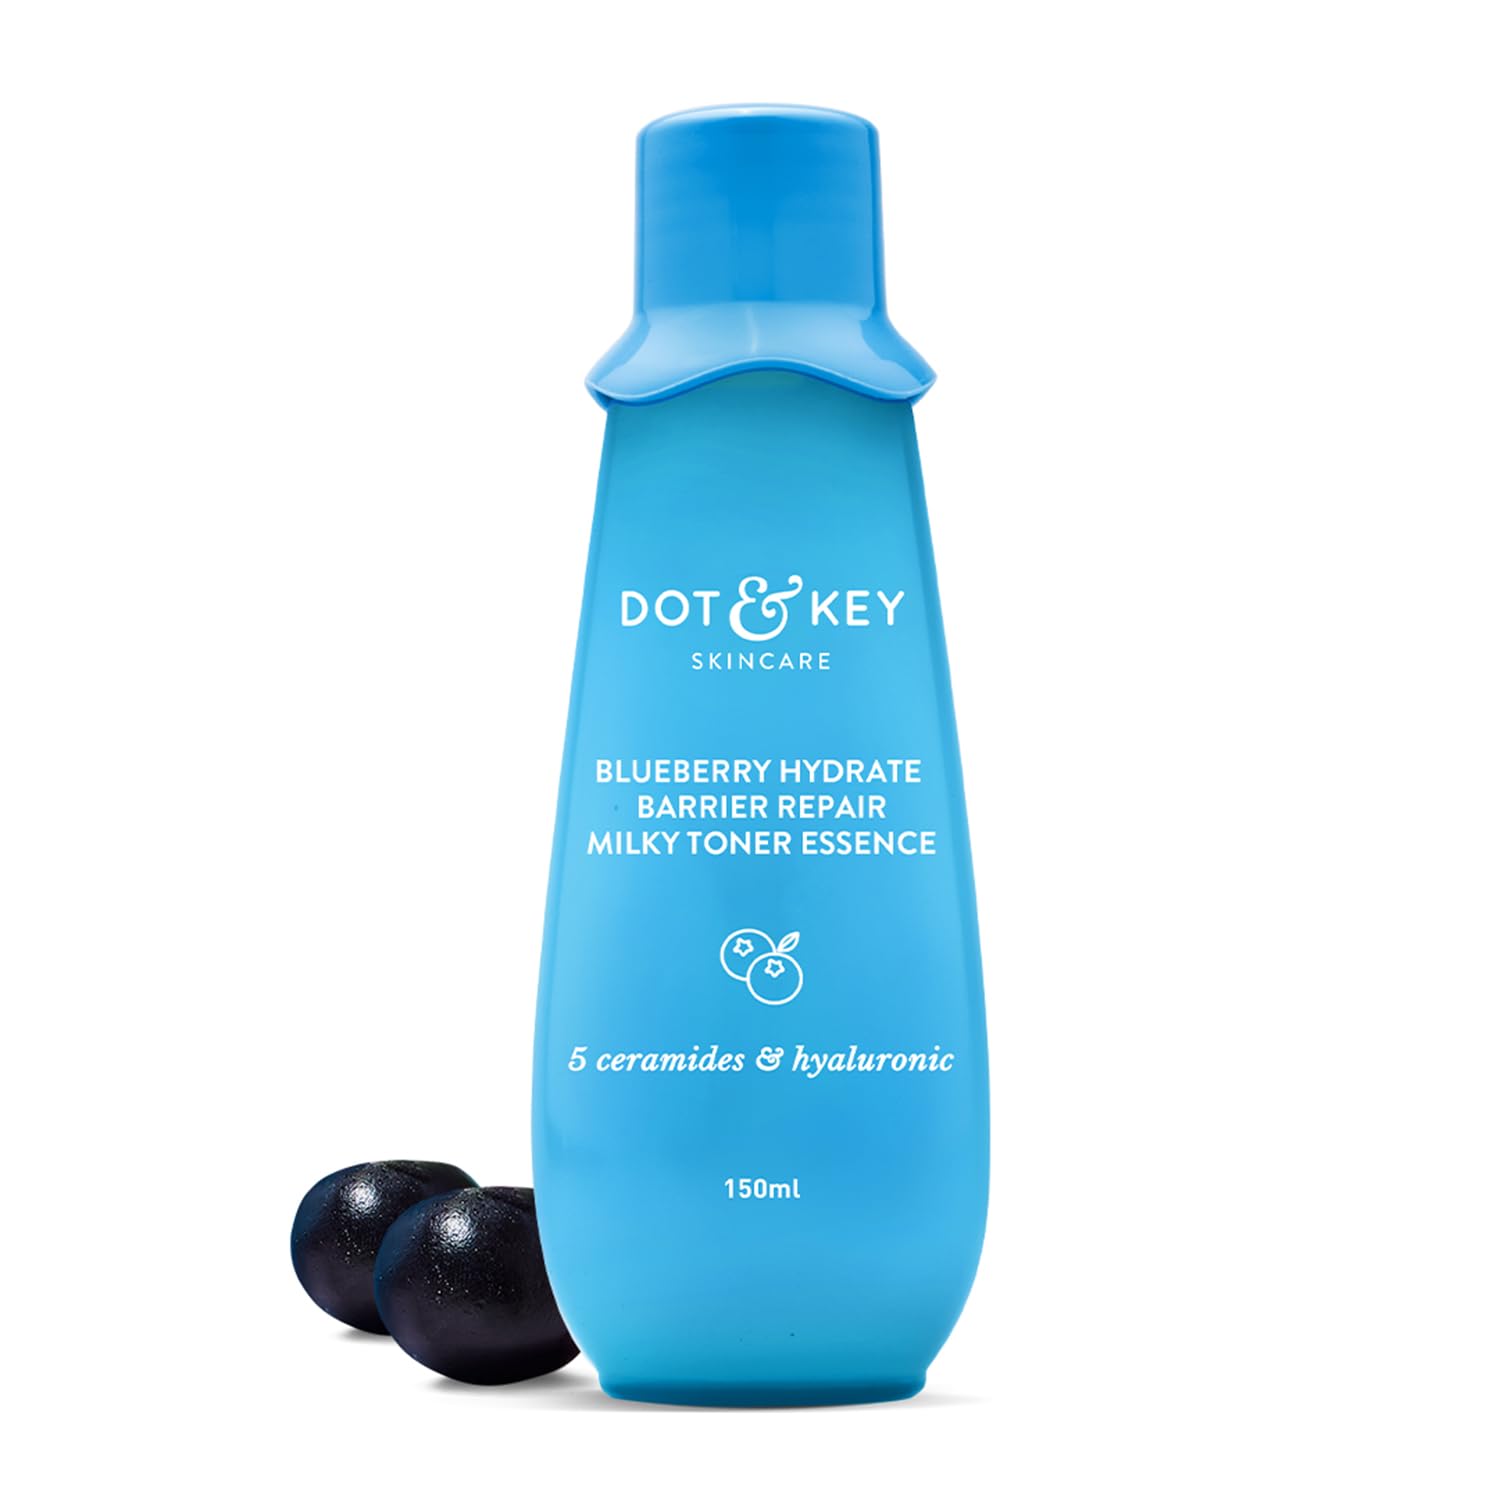 DOT & KEY
SKINCARE
BLUEBERRY HYDRATE
BARRIER REPAIR
MILKY TONER ESSENCE
5 ceramides & hyaluronic
150ml